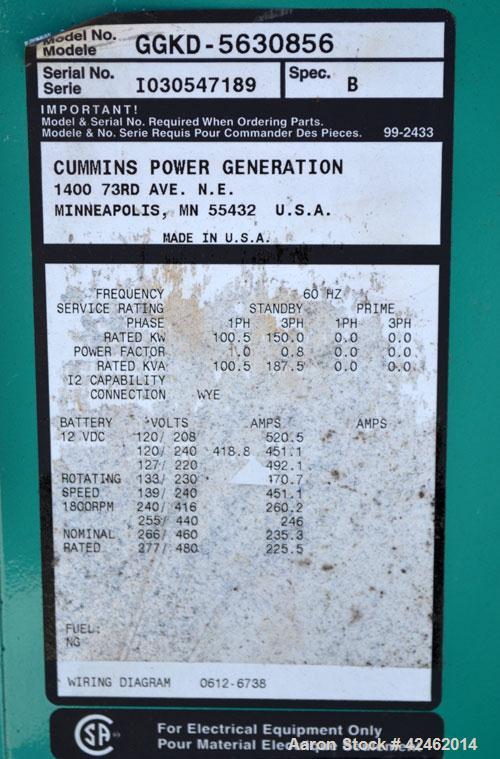 Model No.
Modele GGKD-5630856
Serial No.
Serie I030547189 Spec. B
IMPORTANT!
Model & Serial No. Required When Ordering Parts.
Modele & No. Serie Requis Pour Commander Des Pieces. 99-2433
CUMMINS POWER GENERATION
1400 73RD AVE. N.E.
MINNEAPOLIS, MN 55432 U.S.A.
MADE IN U.S.A.
FREQUENCY 60 HZ
SERVICE RATING STANDBY PRIME
PHASE 1PH 3PH 1PH 3PH
RATED KW 100.5 150.0 0.0 0.0
POWER FACTOR 1.0 0.8 0.0 0.0
RATED KVA 100.5 187.5 0.0 0.0
I2 CAPABILITY
CONNECTION WYE
BATTERY VOLTS AMPS AMPS
12 VDC 120/ 208 520.5
120/ 240 418.8 451.1
127/ 220 492.1
ROTATING 133/ 230 470.7
SPEED 139/ 240 451.1
1800RPM 240/ 416 260.2
255/ 440 246
NOMINAL 266/ 460 235.3
RATED 277/ 480 225.5
FUEL:
NG
WIRING DIAGRAM 0612-6738
CSA
For Electrical Equipment Only
Pour Material Electrique Seulement
Aaron Stock # 42462014